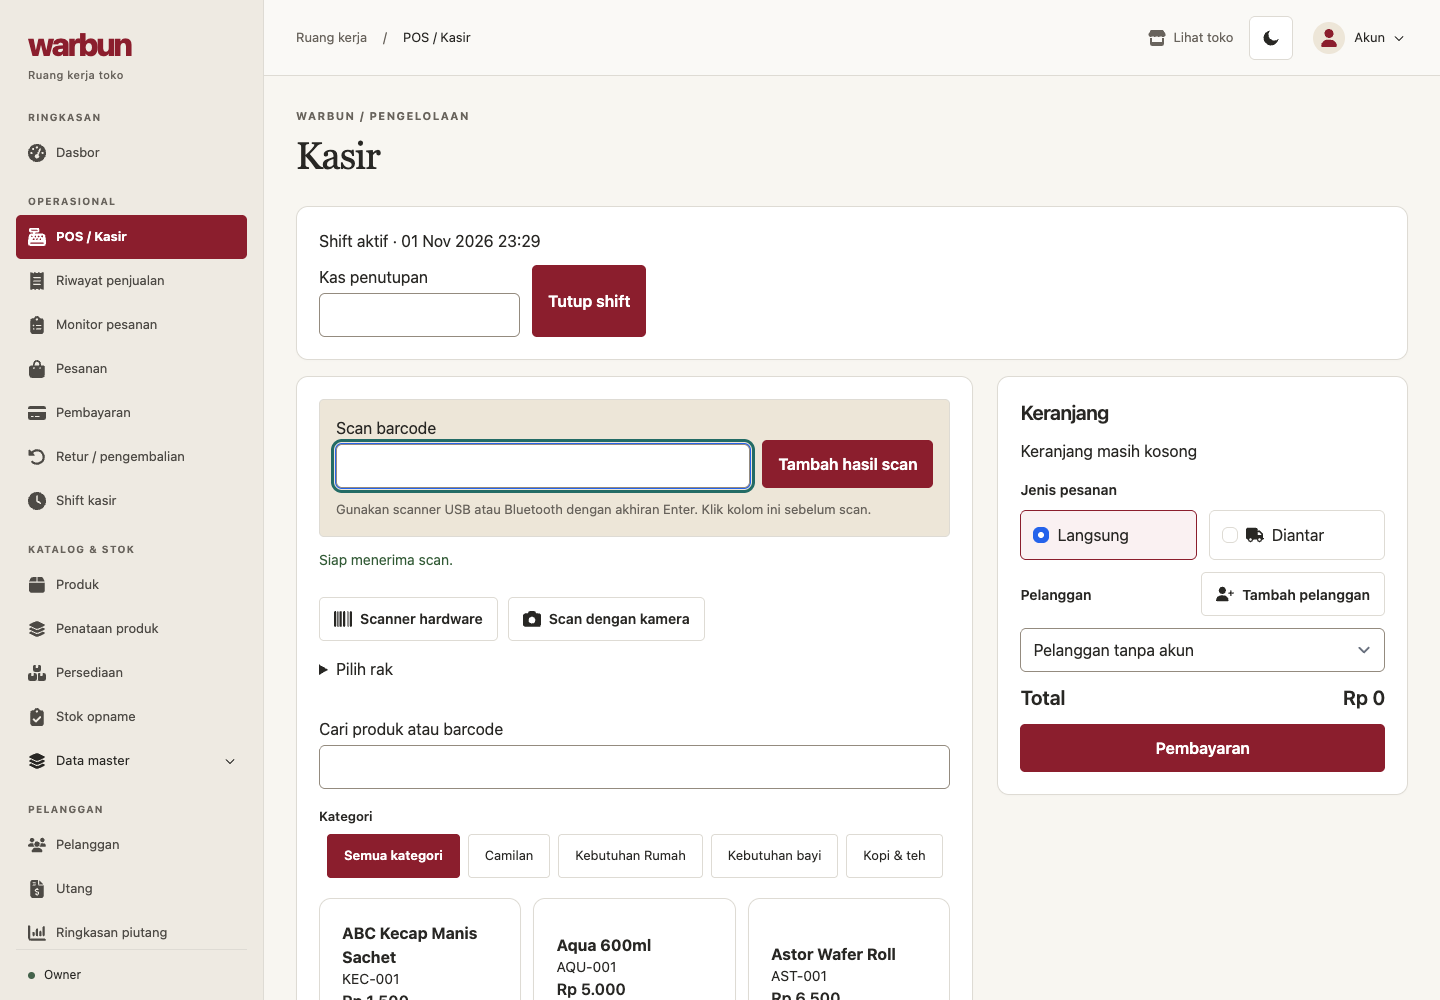 warbun
Ruang kerja toko
RINGKASAN
Dasbor
OPERASIONAL
POS / Kasir
Riwayat penjualan
Monitor pesanan
Pesanan
Pembayaran
Retur / pengembalian
Shift kasir
KATALOG & STOK
Produk
Penataan produk
Persediaan
Stok opname
Data master
PELANGGAN
Pelanggan
Utang
Ringkasan piutang
Owner
Ruang kerja / POS / Kasir
Lihat toko
Akun
WARBUN / PENGELOLAAN
Kasir
Shift aktif · 01 Nov 2026 23:29
Kas penutupan
Tutup shift
Scan barcode
Tambah hasil scan
Gunakan scanner USB atau Bluetooth dengan akhiran Enter. Klik kolom ini sebelum scan.
Siap menerima scan.
Scanner hardware
Scan dengan kamera
Pilih rak
Cari produk atau barcode
Kategori
Semua kategori
Camilan
Kebutuhan Rumah
Kebutuhan bayi
Kopi & teh
ABC Kecap Manis
Sachet
KEC-001
Rp 1.500
Aqua 600ml
AQU-001
Rp 5.000
Astor Wafer Roll
AST-001
Rp 6.500
Keranjang
Keranjang masih kosong
Jenis pesanan
Langsung
Diantar
Pelanggan
Tambah pelanggan
Pelanggan tanpa akun
Total
Rp 0
Pembayaran